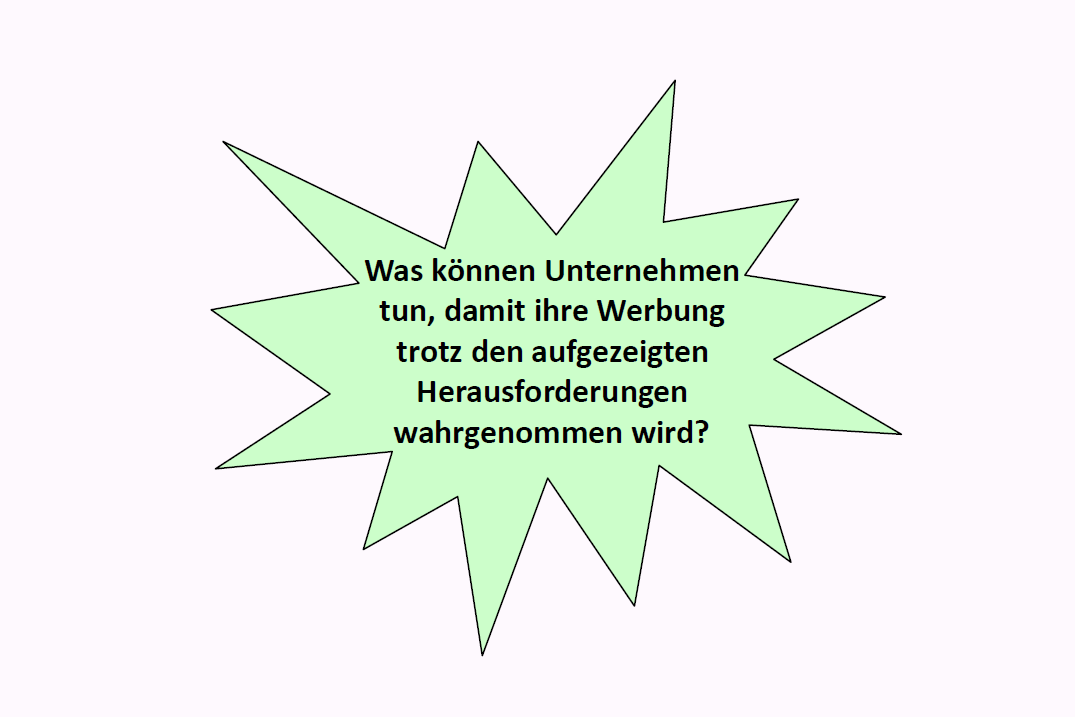 Was können Unternehmen
tun, damit ihre Werbung
trotz den aufgezeigten
Herausforderungen
wahrgenommen wird?